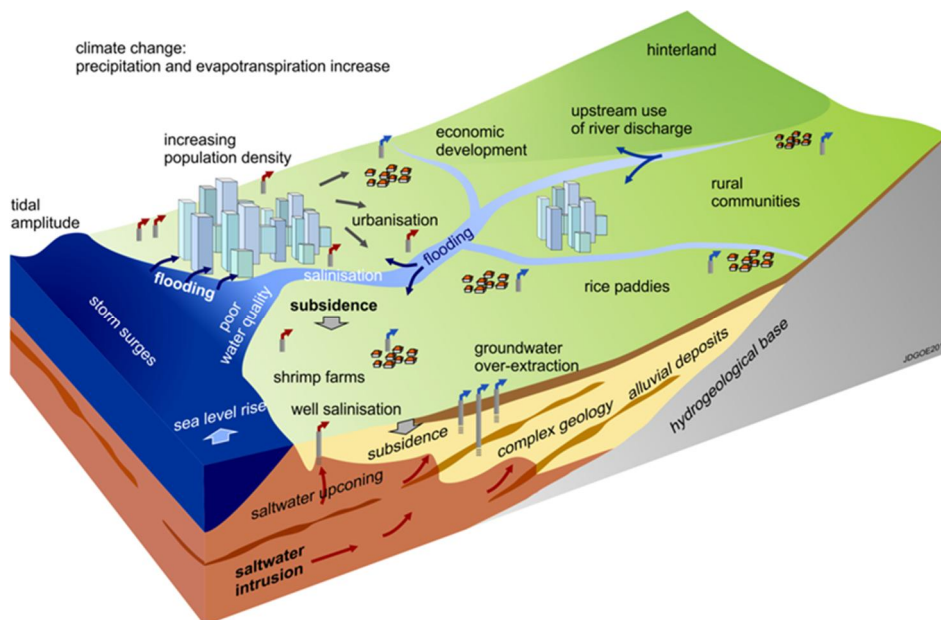 climate change:
precipitation and evapotranspiration increase
hinterland
upstream use
of river discharge
economic
development
increasing
population density
rural
communities
tidal
amplitude
urbanisation
flooding
salinisation
flooding
rice paddies
poor
water quality
subsidence
storm surges
groundwater
over-extraction
shrimp farms
alluvial deposits
hydrogeological base
well salinisation
sea level rise
subsidence
complex geology
saltwater upconing
saltwater
intrusion